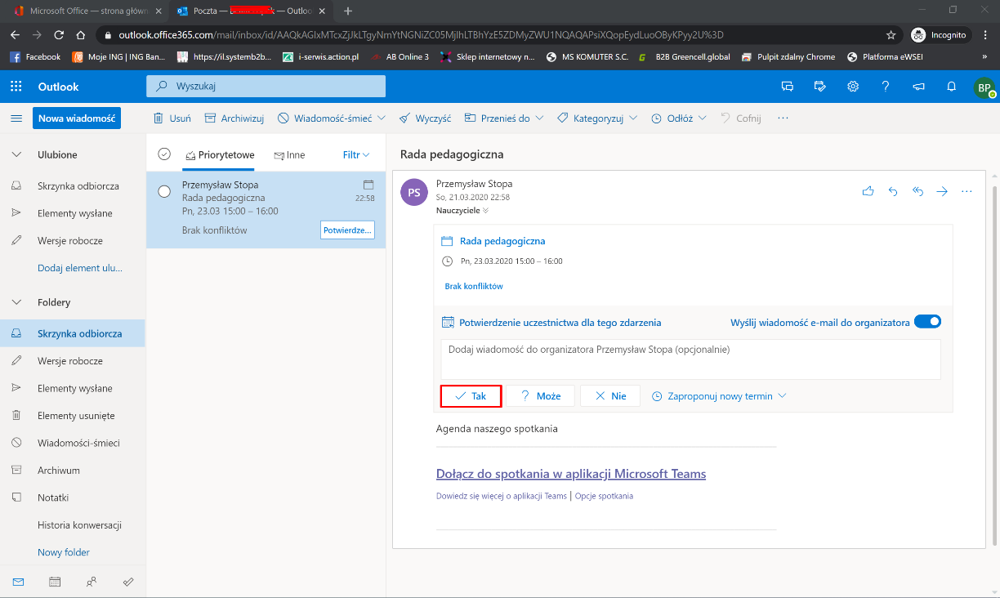 Microsoft Office — strona główn
Poczta — — Outloo
outlook.office365.com/mail/inbox/id/AAQkAGIxMTcxZjJkLTgyNmYtNGNiZC05MjlhLTBhYzE5ZDMyZWU1NQAQAPsiXQopEydLuoOByKPyy2U%3D
Incognito
Facebook
Moje ING | ING Ban...
https://il.systemb2b...
i-serwis.action.pl
AB Online 3
Sklep internetowy n...
MS KOMUTER S.C.
B2B Greencell.global
Pulpit zdalny Chrome
Platforma eWSEI
»
Outlook
Wyszukaj
BP
Nowa wiadomość
Usuń
Archiwizuj
Wiadomość-śmieć
Wyczyść
Przenieś do
Kategoryzuj
Odłóż
Cofnij
...
Ulubione
Skrzynka odbiorcza
Elementy wysłane
Wersje robocze
Dodaj element ulu...
Foldery
Skrzynka odbiorcza
Wersje robocze
Elementy wysłane
Elementy usunięte
Wiadomości-śmieci
Archiwum
Notatki
Historia konwersacji
Nowy folder
Priorytetowe
Inne
Filtr
Przemysław Stopa
Rada pedagogiczna
22:58
Pn, 23.03 15:00 – 16:00
Brak konfliktów
Potwierdze...
Rada pedagogiczna
PS
Przemysław Stopa
So, 21.03.2020 22:58
Nauczyciele
...
Rada pedagogiczna
Pn, 23.03.2020 15:00 – 16:00
Brak konfliktów
Potwierdzenie uczestnictwa dla tego zdarzenia
Wyślij wiadomość e-mail do organizatora
Dodaj wiadomość do organizatora Przemysław Stopa (opcjonalnie)
Tak
? Może
Nie
Zaproponuj nowy termin
Agenda naszego spotkania
Dołącz do spotkania w aplikacji Microsoft Teams
Dowiedz się więcej o aplikacji Teams | Opcje spotkania